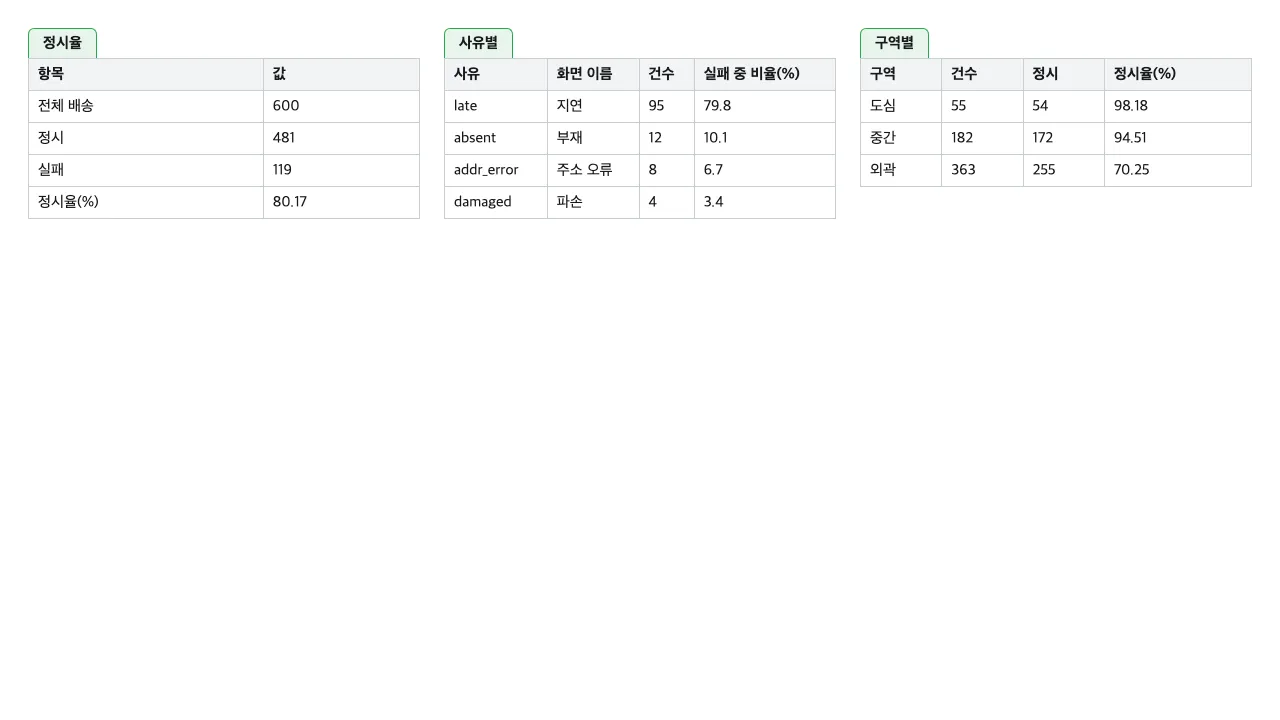 정시율
항목 값
전체 배송 600
정시 481
실패 119
정시율(%) 80.17
사유별
사유 화면 이름 건수 실패 중 비율(%)
late 지연 95 79.8
absent 부재 12 10.1
addr_error 주소 오류 8 6.7
damaged 파손 4 3.4
구역별
구역 건수 정시 정시율(%)
도심 55 54 98.18
중간 182 172 94.51
외곽 363 255 70.25